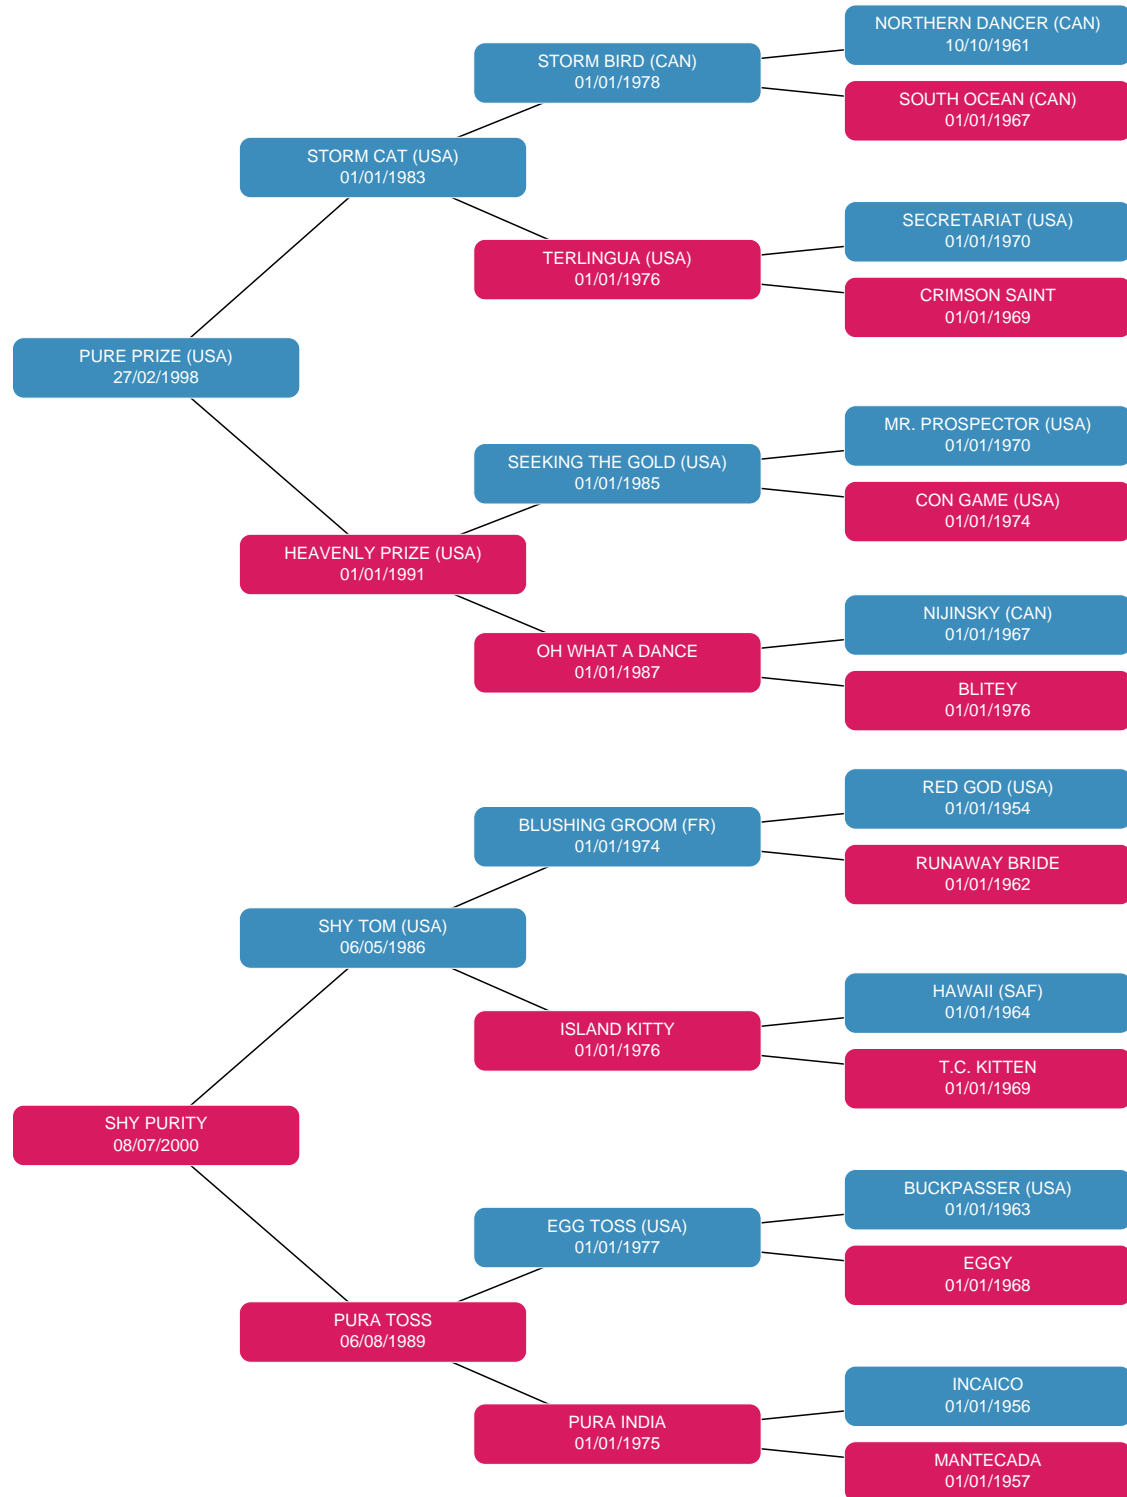 NORTHERN DANCER (CAN)
10/10/1961
STORM BIRD (CAN)
01/01/1978
SOUTH OCEAN (CAN)
01/01/1967
STORM CAT (USA)
01/01/1983
SECRETARIAT (USA)
01/01/1970
TERLINGUA (USA)
01/01/1976
CRIMSON SAINT
01/01/1969
PURE PRIZE (USA)
27/02/1998
MR. PROSPECTOR (USA)
01/01/1970
SEEKING THE GOLD (USA)
01/01/1985
CON GAME (USA)
01/01/1974
HEAVENLY PRIZE (USA)
01/01/1991
NIJINSKY (CAN)
01/01/1967
OH WHAT A DANCE
01/01/1987
BLITEY
01/01/1976
RED GOD (USA)
01/01/1954
BLUSHING GROOM (FR)
01/01/1974
RUNAWAY BRIDE
01/01/1962
SHY TOM (USA)
06/05/1986
HAWAII (SAF)
01/01/1964
ISLAND KITTY
01/01/1976
T.C. KITTEN
01/01/1969
SHY PURITY
08/07/2000
BUCKPASSER (USA)
01/01/1963
EGG TOSS (USA)
01/01/1977
EGGY
01/01/1968
PURA TOSS
06/08/1989
INCAICO
01/01/1956
PURA INDIA
01/01/1975
MANTECADA
01/01/1957